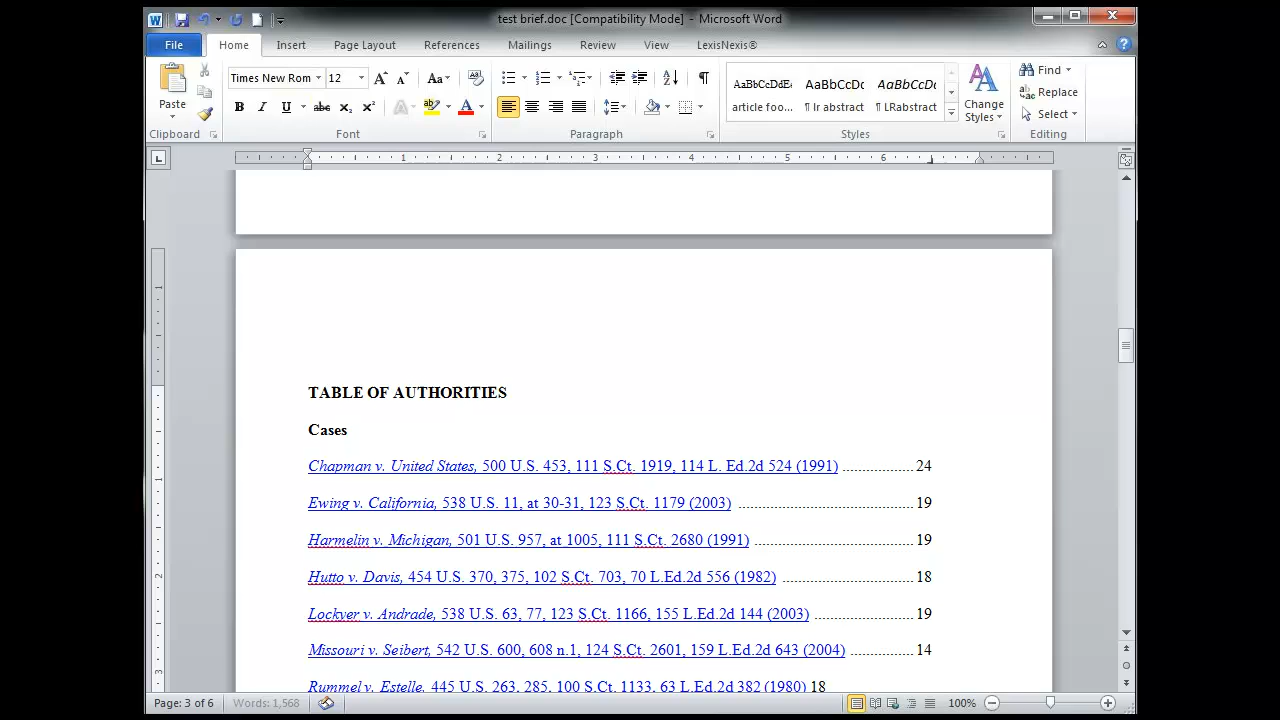 test brief.doc [Compatibility Mode] - Microsoft Word
File Home Insert Page Layout References Mailings Review View LexisNexis®
Times New Rom 12 AaBbCcDdEe AaBbCcDc AaBbCcDc Find
Paste article foo... ¶ lr abstract ¶ LRabstract Change Styles Replace
Select
Clipboard Font Paragraph Styles Editing
1 2 3 4 5 6
TABLE OF AUTHORITIES
Cases
Chapman v. United States, 500 U.S. 453, 111 S.Ct. 1919, 114 L. Ed.2d 524 (1991) ................. 24
Ewing v. California, 538 U.S. 11, at 30-31, 123 S.Ct. 1179 (2003) ........................................ 19
Harmelin v. Michigan, 501 U.S. 957, at 1005, 111 S.Ct. 2680 (1991) ..................................... 19
Hutto v. Davis, 454 U.S. 370, 375, 102 S.Ct. 703, 70 L.Ed.2d 556 (1982) ............................... 18
Lockyer v. Andrade, 538 U.S. 63, 77, 123 S.Ct. 1166, 155 L.Ed.2d 144 (2003) ....................... 19
Missouri v. Seibert, 542 U.S. 600, 608 n.1, 124 S.Ct. 2601, 159 L.Ed.2d 643 (2004) ............... 14
Rummel v. Estelle, 445 U.S. 263, 285, 100 S.Ct. 1133, 63 L.Ed.2d 382 (1980) 18
Page: 3 of 6 Words: 1,568 100%